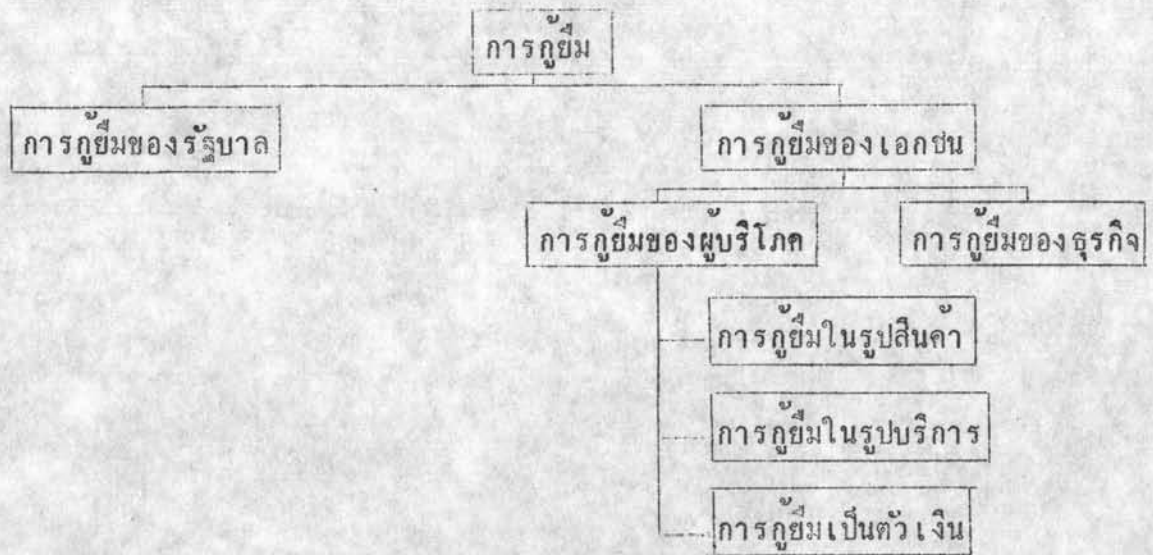 การกู้ยืม
การกู้ยืมของรัฐบาล
การกู้ยืมของเอกชน
การกู้ยืมของผู้บริโภค
การกู้ยืมของธุรกิจ
การกู้ยืมในรูปสินค้า
การกู้ยืมในรูปบริการ
การกู้ยืมเป็นตัวเงิน